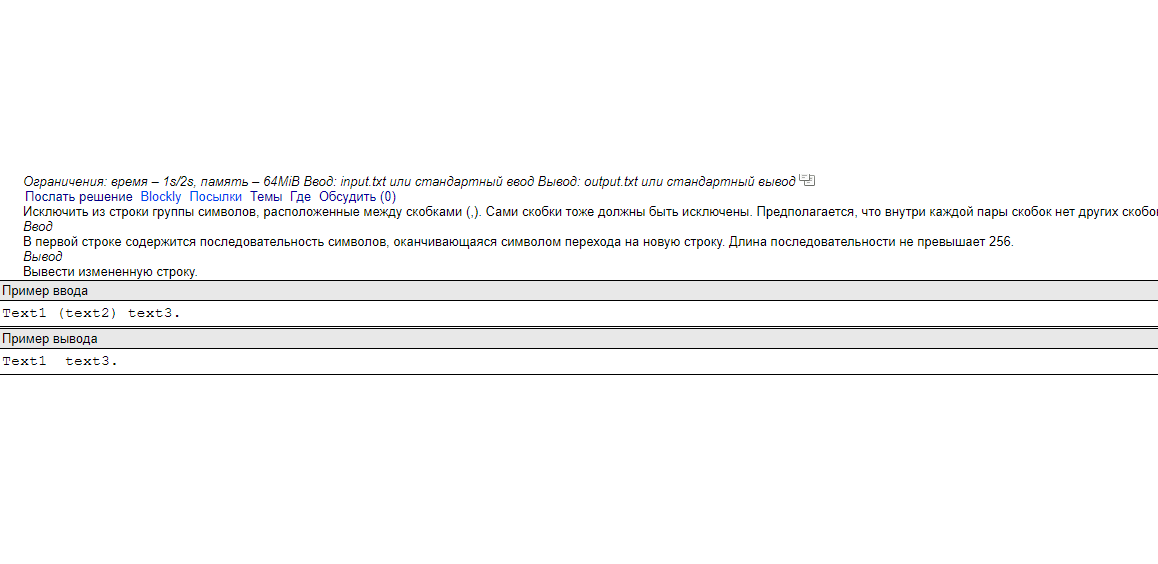 Ограничения: время – 1s/2s, память – 64MiB Ввод: input.txt или стандартный ввод Вывод: output.txt или стандартный вывод
Послать решение Blockly Посылки Темы Где Обсудить (0)
Исключить из строки группы символов, расположенные между скобками (,). Сами скобки тоже должны быть исключены. Предполагается, что внутри каждой пары скобок нет других
Ввод
В первой строке содержится последовательность символов, оканчивающаяся символом перехода на новую строку. Длина последовательности не превышает 256.
Вывод
Вывести измененную строку.
Пример ввода
Text1 (text2) text3.
Пример вывода
Text1  text3.